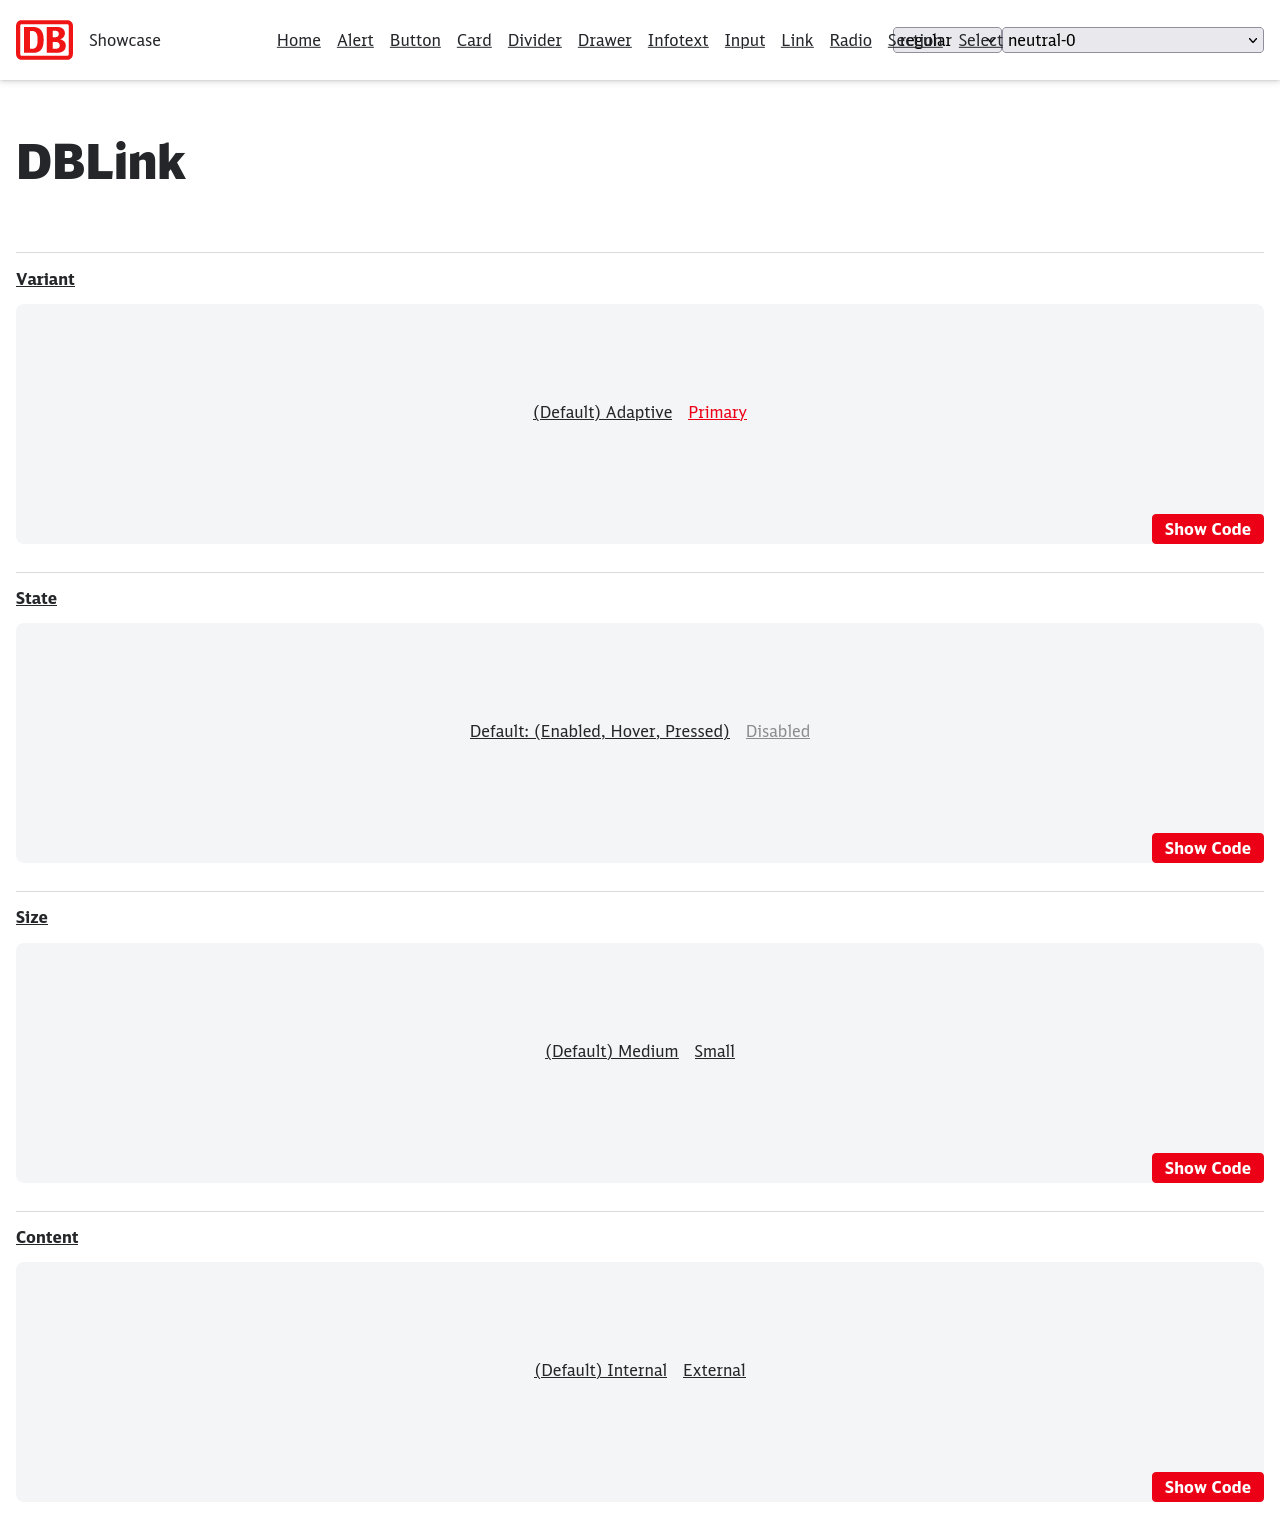 DB Showcase Home Alert Button Card Divider Drawer Infotext Input Link Radio Section Select regular neutral-0
DBLink
Variant
(Default) Adaptive Primary
Show Code
State
Default: (Enabled, Hover, Pressed) Disabled
Show Code
Size
(Default) Medium Small
Show Code
Content
(Default) Internal External
Show Code